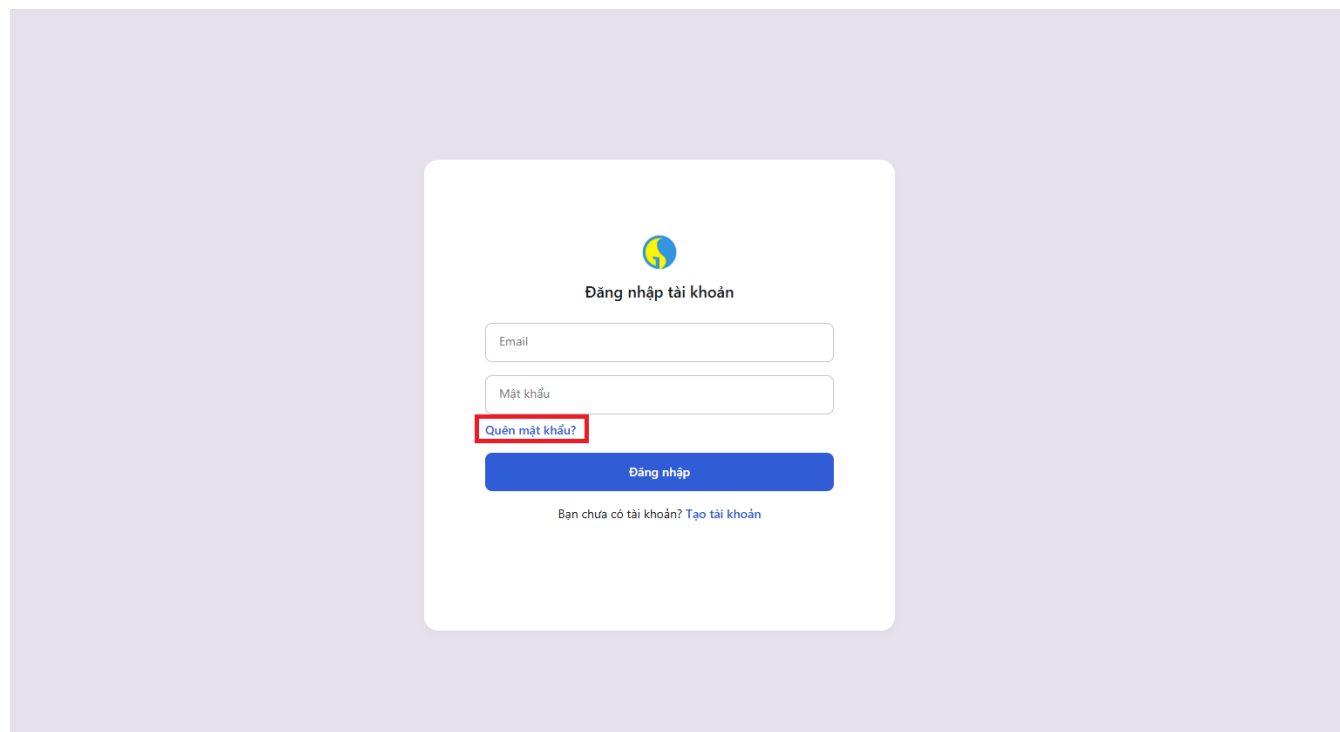 Đăng nhập tài khoản
Email
Mật khẩu
Quên mật khẩu?
Đăng nhập
Bạn chưa có tài khoản? Tạo tài khoản